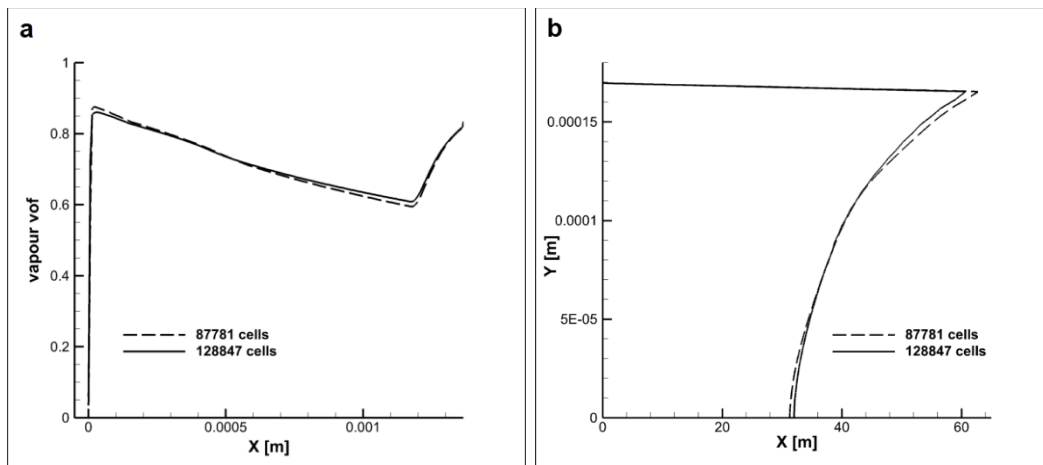 a
1
0.8
0.6
0.4
0.2
0
vapour vof
87781 cells
128847 cells
0
0.0005
0.001
X [m]
b
0.00015
0.0001
5E-05
0
Y [m]
87781 cells
128847 cells
0
20
40
60
X [m]